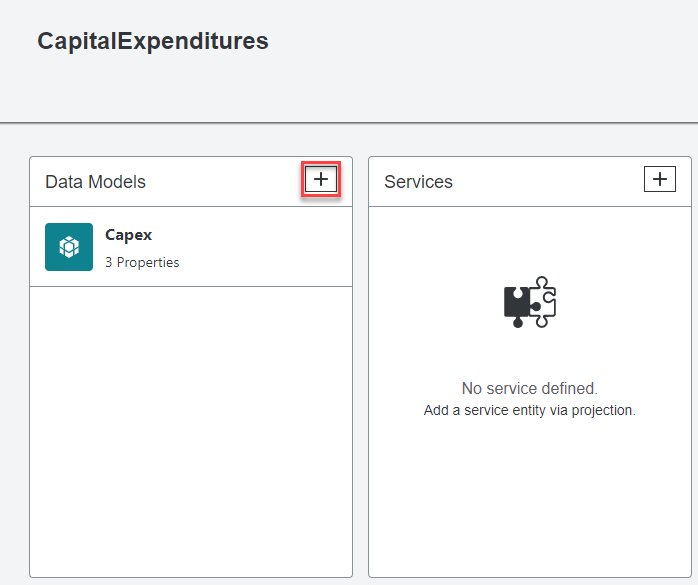 CapitalExpenditures
Data Models
Capex
3 Properties
Services
No service defined.
Add a service entity via projection.